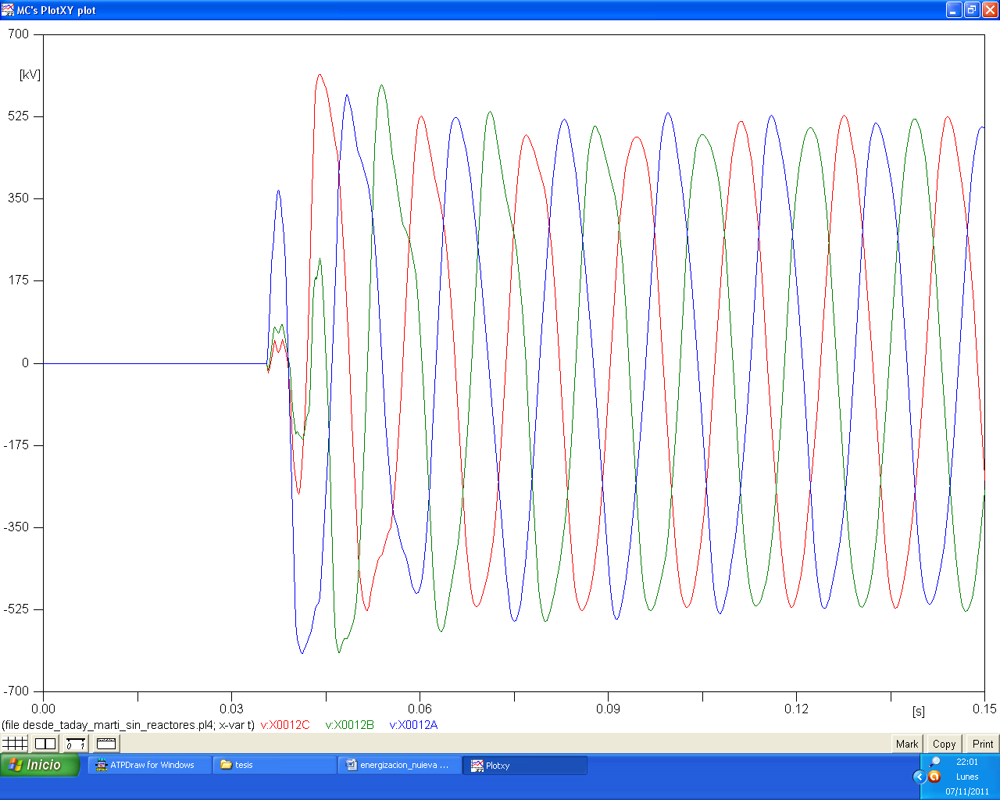 MC's PlotXY plot
700
[kV]
525
350
175
0
-175
-350
-525
-700
0.00 0.03 0.06 0.09 0.12 [s] 0.15
(file desde_taday_marti_sin_reactores.pl4; x-var t) v:X0012C v:X0012B v:X0012A
0 1 Mark Copy Print
Inicio ATPDraw for Windows tesis energizacion_nuieva ... Plotxy
22:01
Lunes
07/11/2011